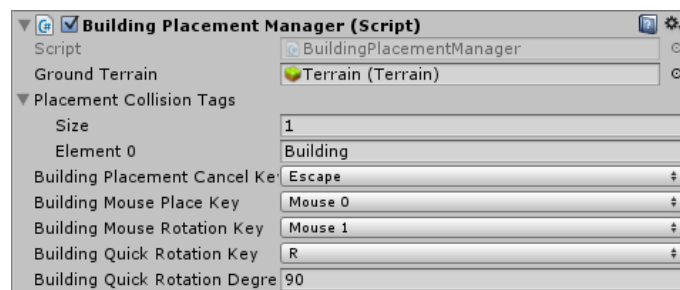 Building Placement Manager (Script)
Script BuildingPlacementManager
Ground Terrain Terrain (Terrain)
Placement Collision Tags
Size 1
Element 0 Building
Building Placement Cancel Ke Escape
Building Mouse Place Key Mouse 0
Building Mouse Rotation Key Mouse 1
Building Quick Rotation Key R
Building Quick Rotation Degre 90